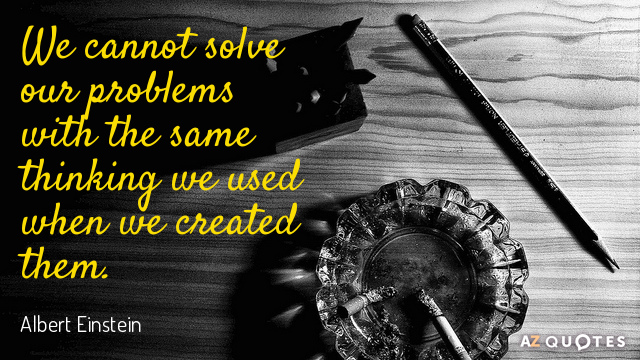 We cannot solve
our problems
with the same
thinking we used
when we created
them.
Albert Einstein
AZ QUOTES